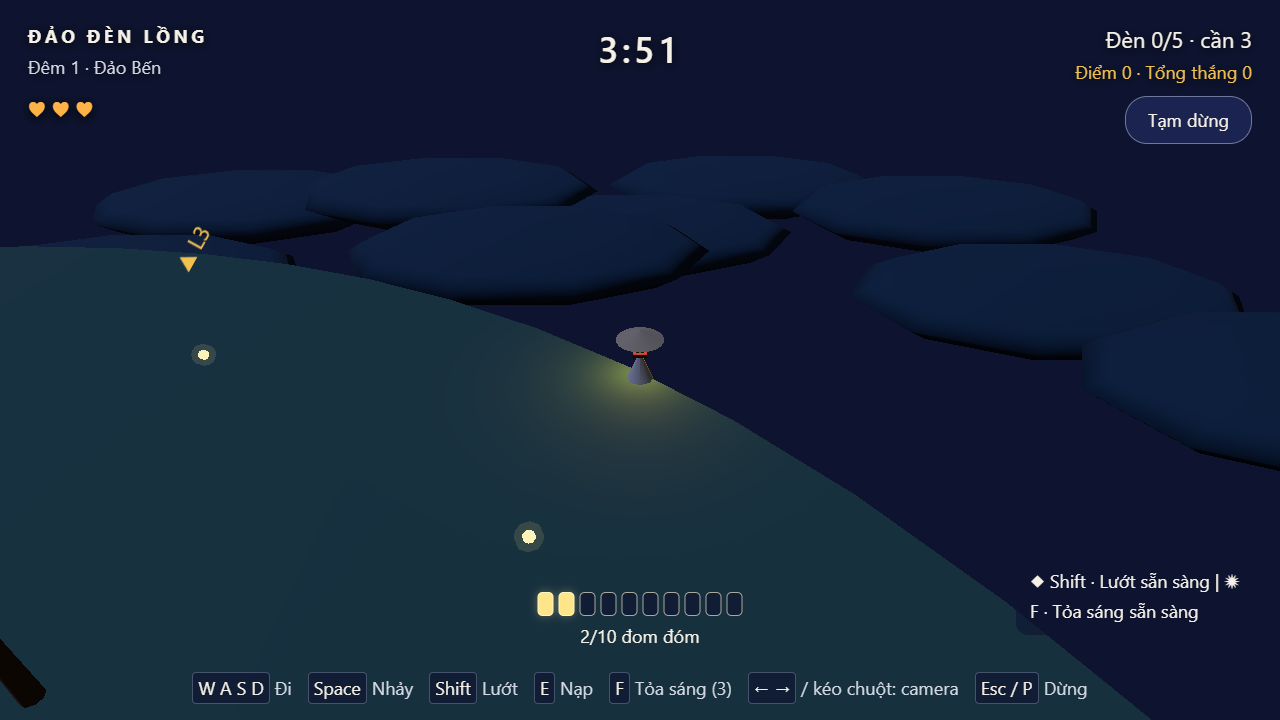 ĐẢO ĐÈN LỒNG
Đêm 1 · Đảo Bến
3:51
Đèn 0/5 · cần 3
Điểm 0 · Tổng thắng 0
Tạm dừng
L3
◆ Shift · Lướt sẵn sàng | ✹
F · Tỏa sáng sẵn sàng
2/10 đom đóm
W A S D Đi Space Nhảy Shift Lướt E Nạp F Tỏa sáng (3) ← → / kéo chuột: camera Esc / P Dừng